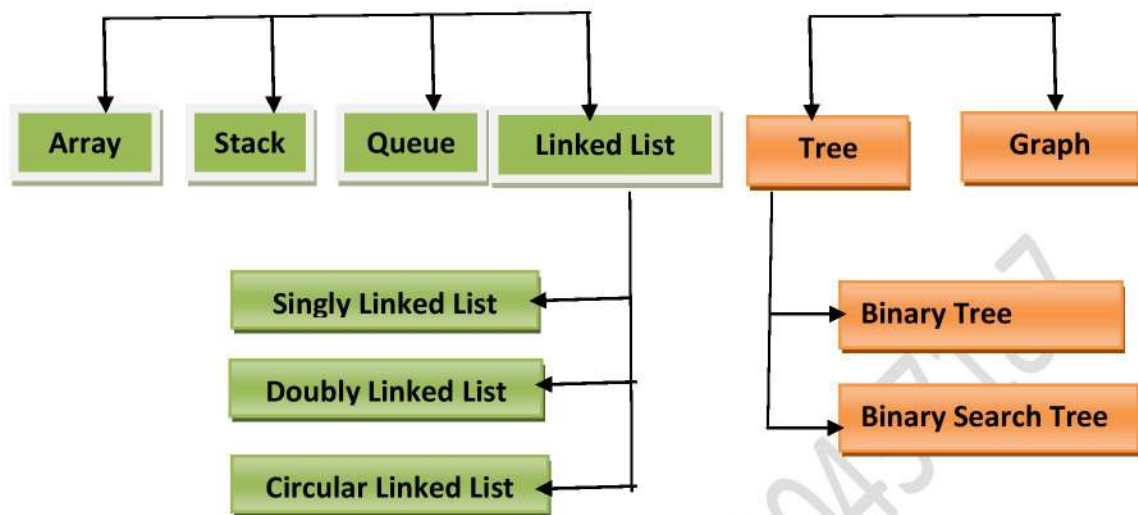 Array
Stack
Queue
Linked List
Tree
Graph
Singly Linked List
Doubly Linked List
Circular Linked List
Binary Tree
Binary Search Tree